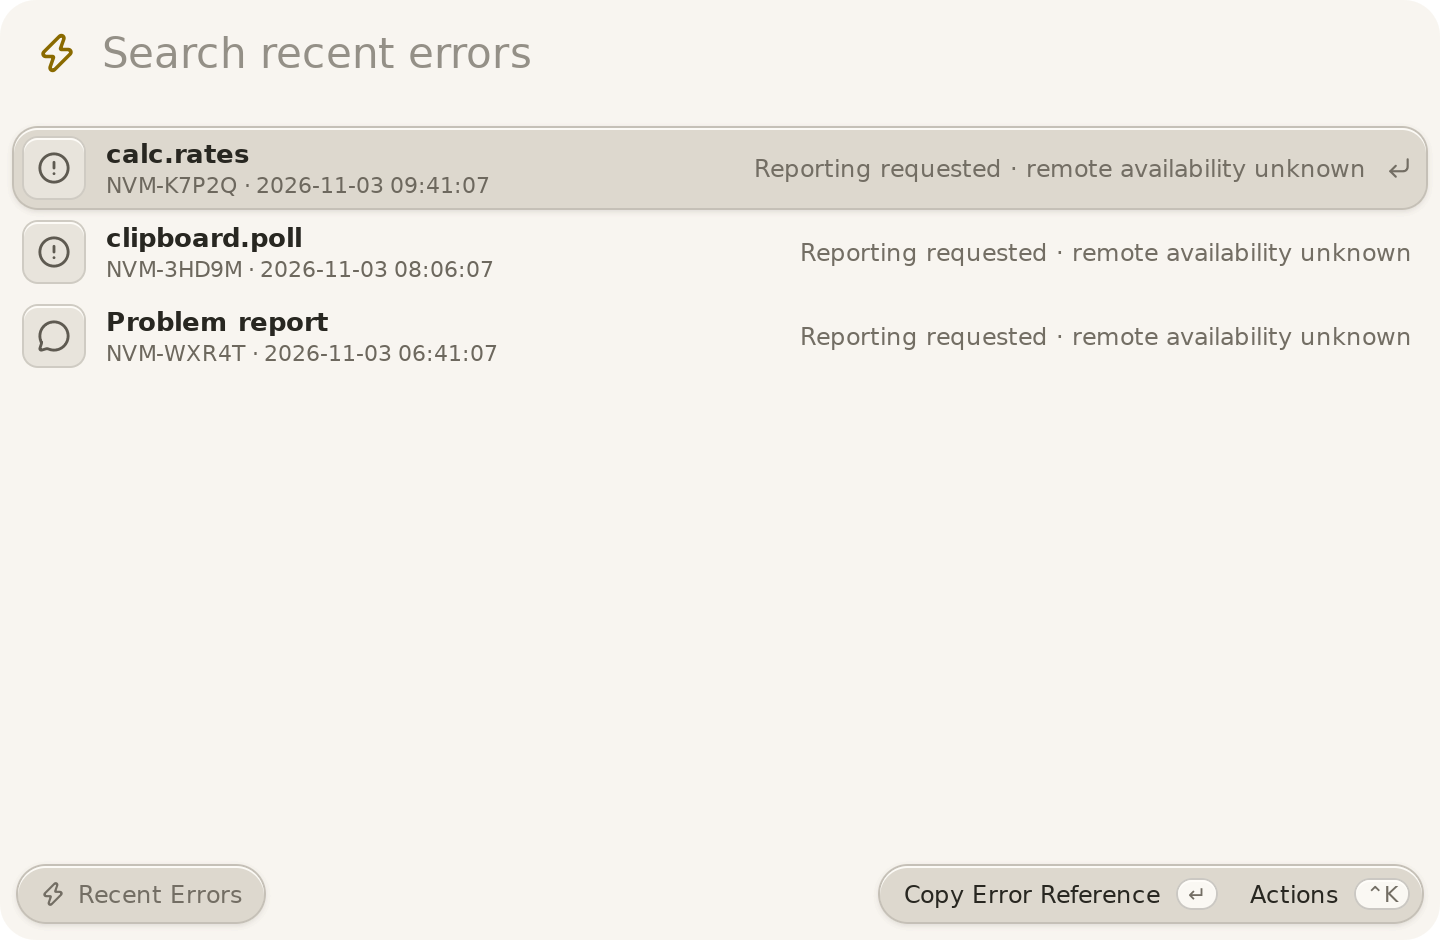 Search recent errors
calc.rates
NVM-K7P2Q · 2026-11-03 09:41:07
Reporting requested · remote availability unknown
clipboard.poll
NVM-3HD9M · 2026-11-03 08:06:07
Reporting requested · remote availability unknown
Problem report
NVM-WXR4T · 2026-11-03 06:41:07
Reporting requested · remote availability unknown
Recent Errors
Copy Error Reference ↵ Actions ^K